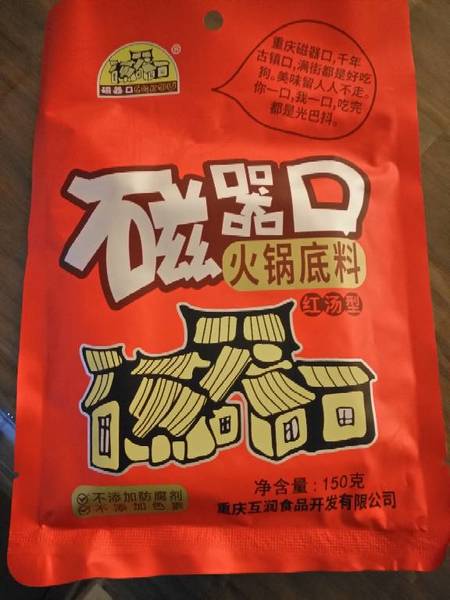 ®
重庆磁器口,千年
古镇口,满街都是好吃
狗。美味留人人不走。
你一口,我一口,吃完
都是光巴抖。
磁器口
火锅底料
红汤型
不添加防腐剂
不添加色素
净含量:150克
重庆互润食品开发有限公司